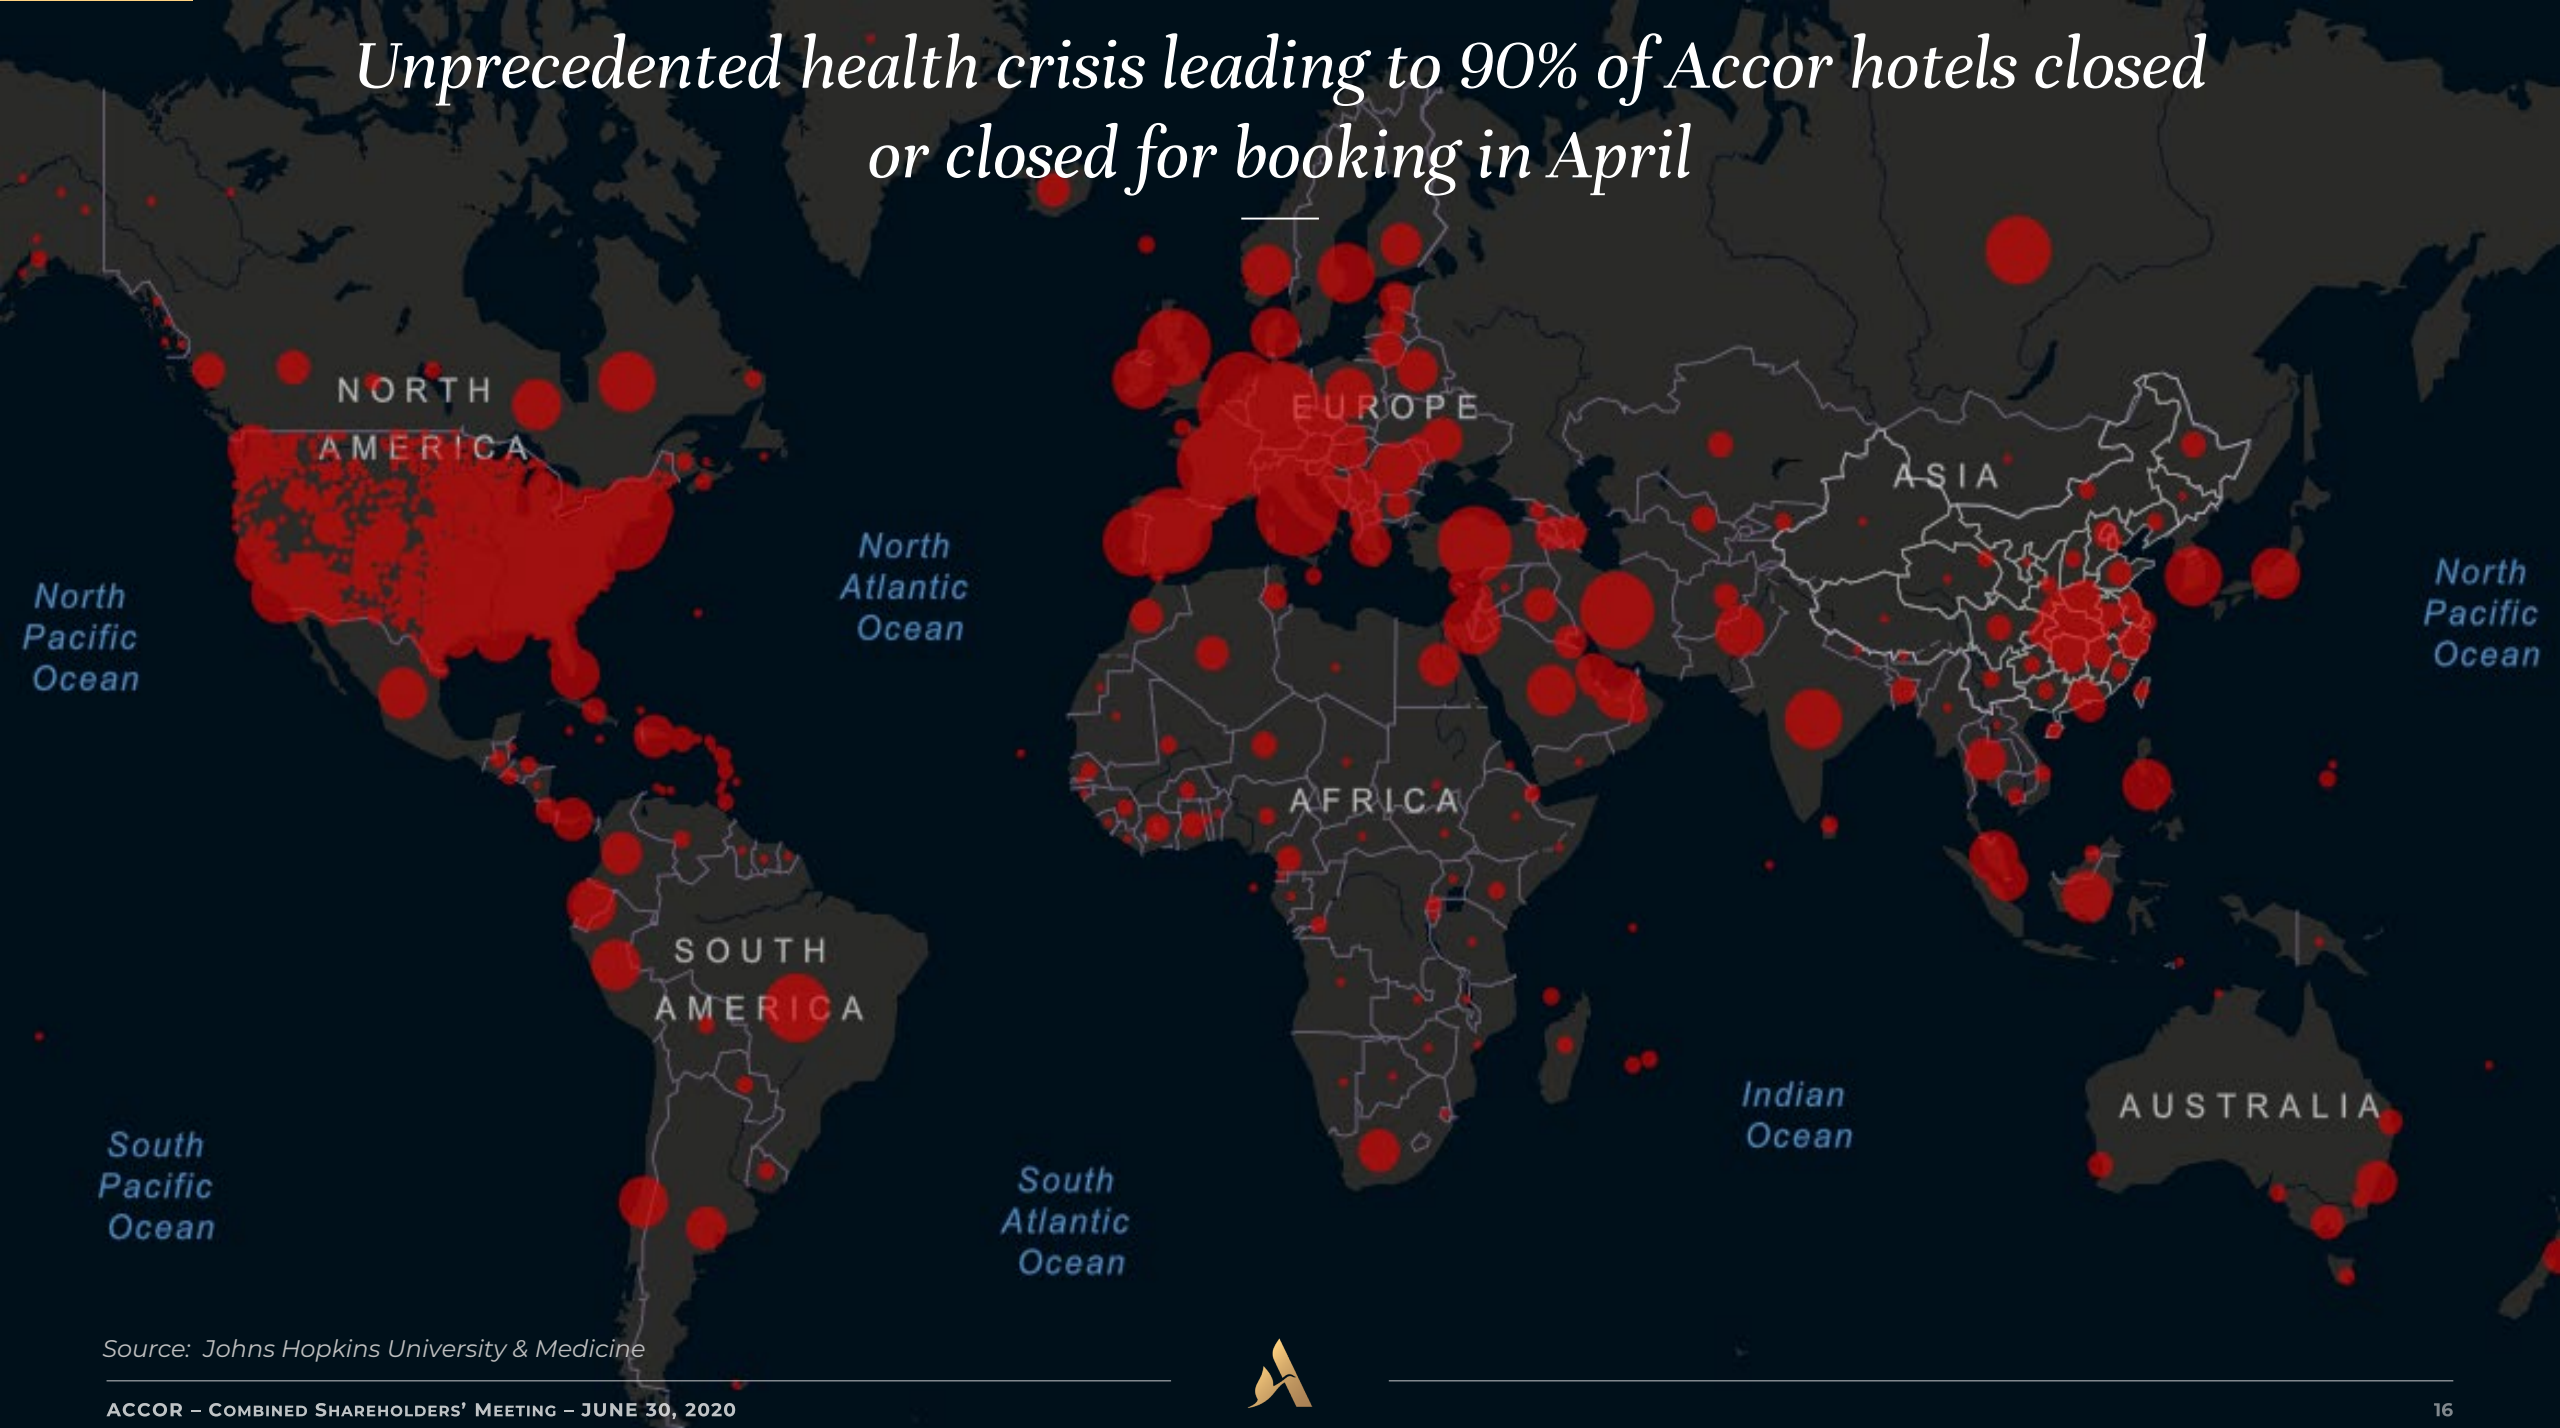 Unprecedented health crisis leading to 90% of Accor hotels closed
or closed for booking in April
NORTH
AMERICA
EUROPE
ASIA
North
Atlantic
Ocean
North
Pacific
Ocean
North
Pacific
Ocean
AFRICA
SOUTH
AMERICA
Indian
Ocean
AUSTRALIA
South
Pacific
Ocean
South
Atlantic
Ocean
Source: Johns Hopkins University & Medicine
ACCOR – COMBINED SHAREHOLDERS’ MEETING – JUNE 30, 2020
16